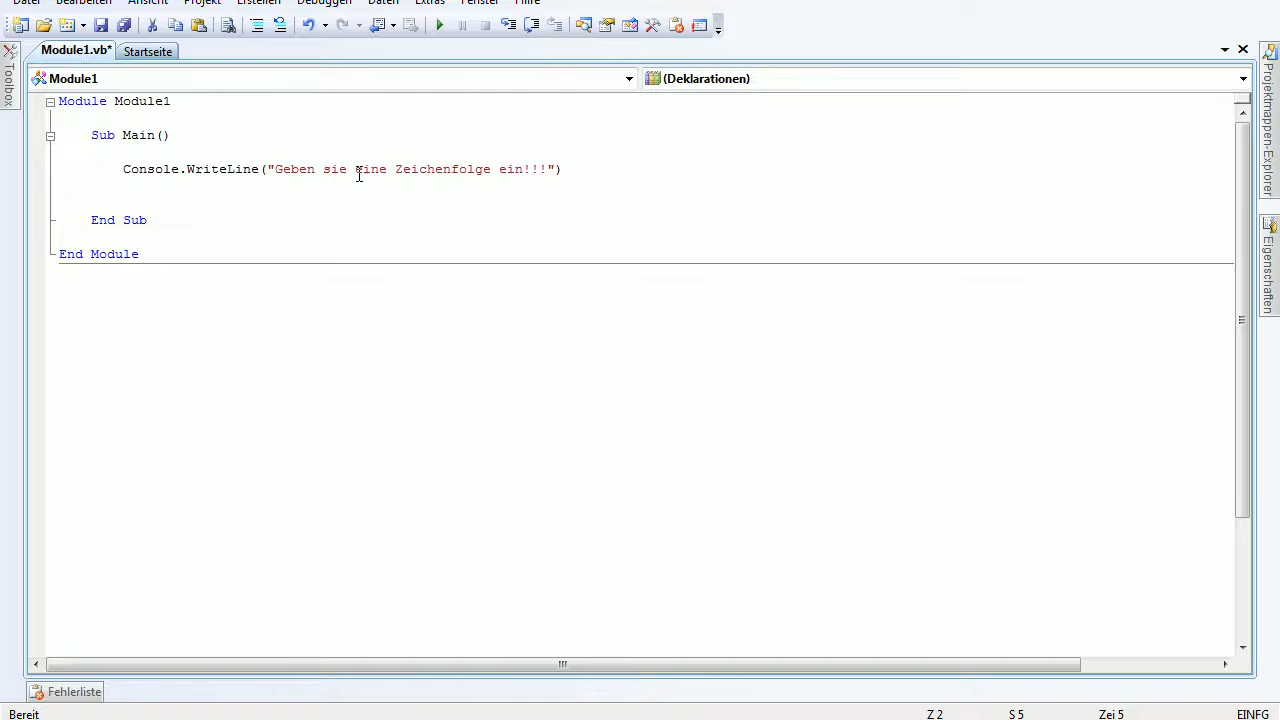 Datei Bearbeiten Ansicht Projekt Erstellen Debuggen Daten Extras Fenster Hilfe
Module1.vb* Startseite
Module1 (Deklarationen)
Module Module1
Sub Main()
Console.WriteLine("Geben sie eine Zeichenfolge ein!!!")
End Sub
End Module
Toolbox
Projektmappen-Explorer
Eigenschaften
Fehlerliste
Bereit Z 2 S 5 Zei 5 EINFG